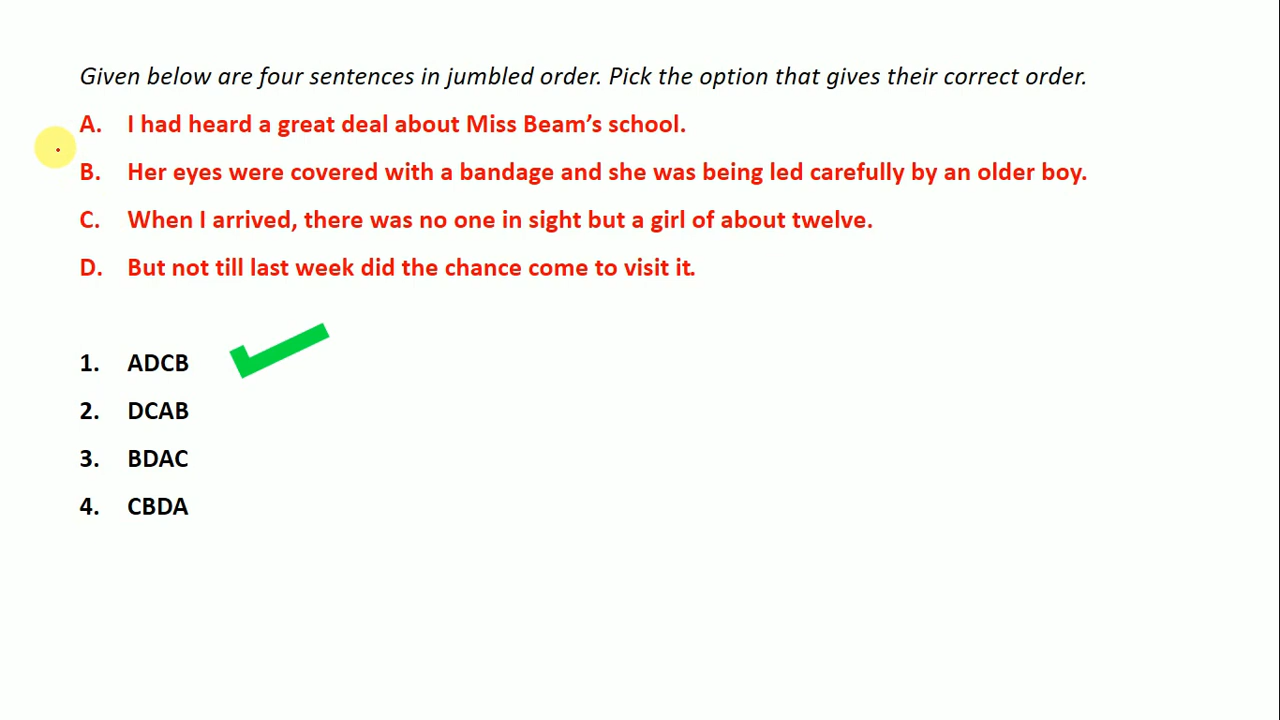 Given below are four sentences in jumbled order. Pick the option that gives their correct order.
A. I had heard a great deal about Miss Beam’s school.
B. Her eyes were covered with a bandage and she was being led carefully by an older boy.
C. When I arrived, there was no one in sight but a girl of about twelve.
D. But not till last week did the chance come to visit it.
1. ADCB
2. DCAB
3. BDAC
4. CBDA